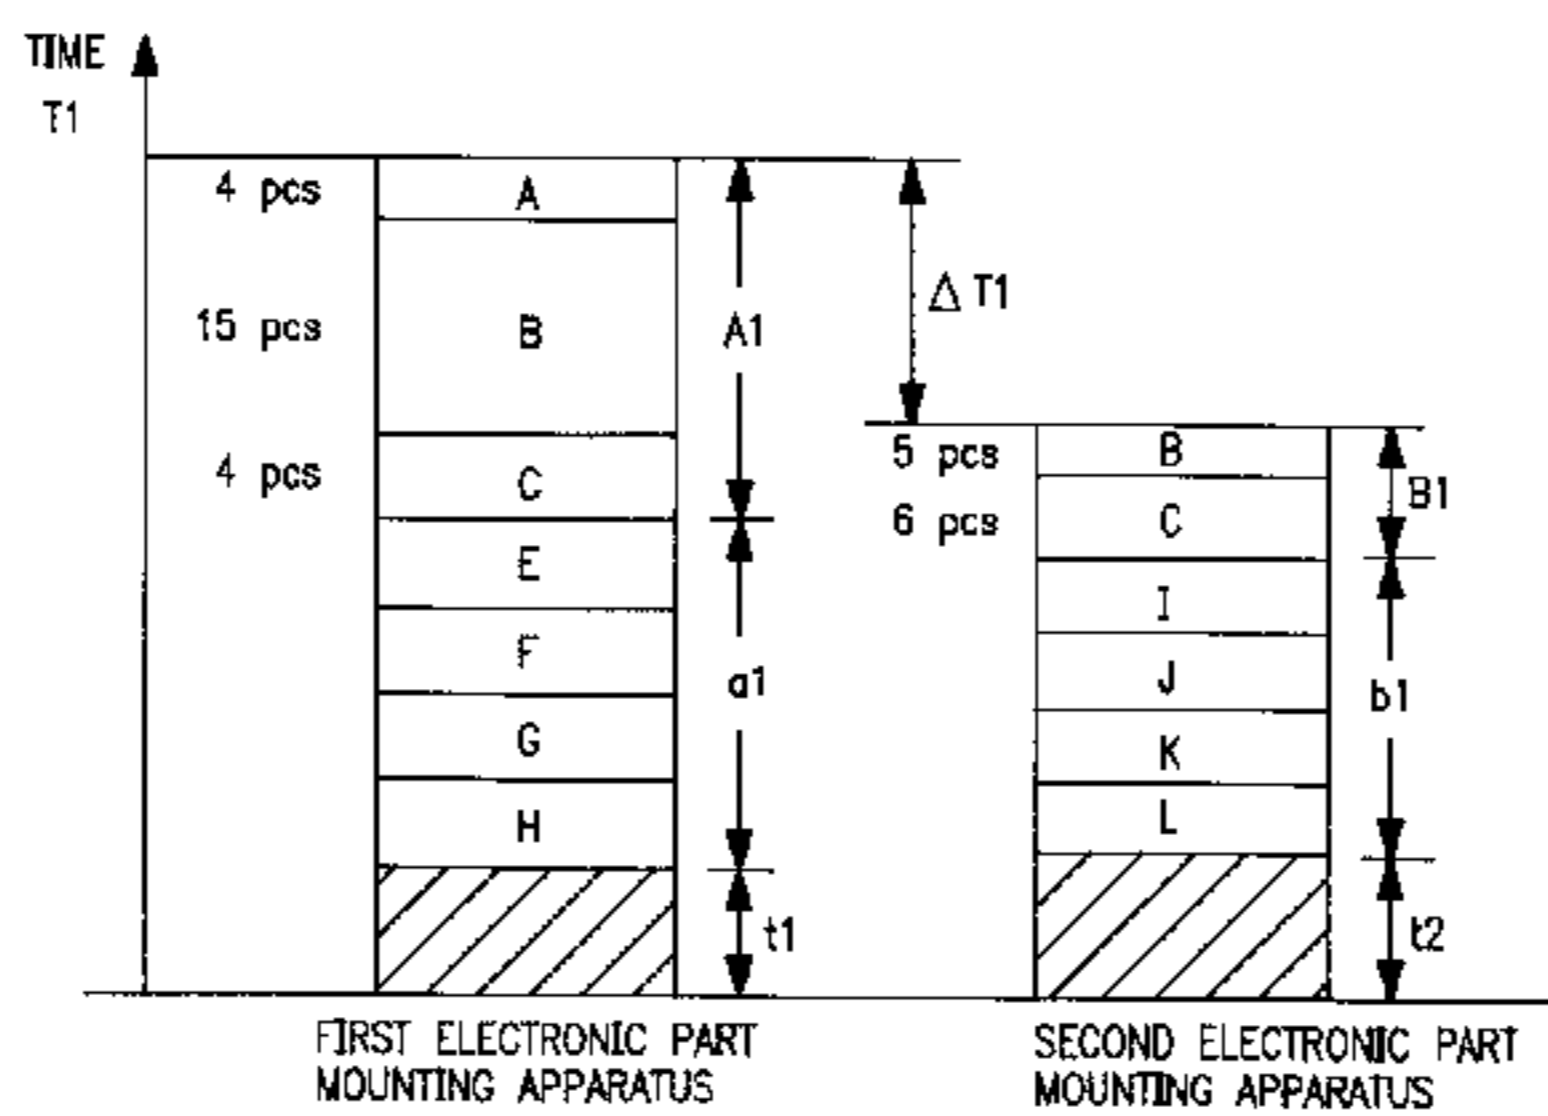 TIME
T1
4 pcs
A
15 pcs
B
A1
4 pcs
C
E
F
a1
G
H
t1
Δ T1
5 pcs
B
B1
6 pcs
C
I
J
b1
K
L
t2
FIRST ELECTRONIC PART
MOUNTING APPARATUS
SECOND ELECTRONIC PART
MOUNTING APPARATUS